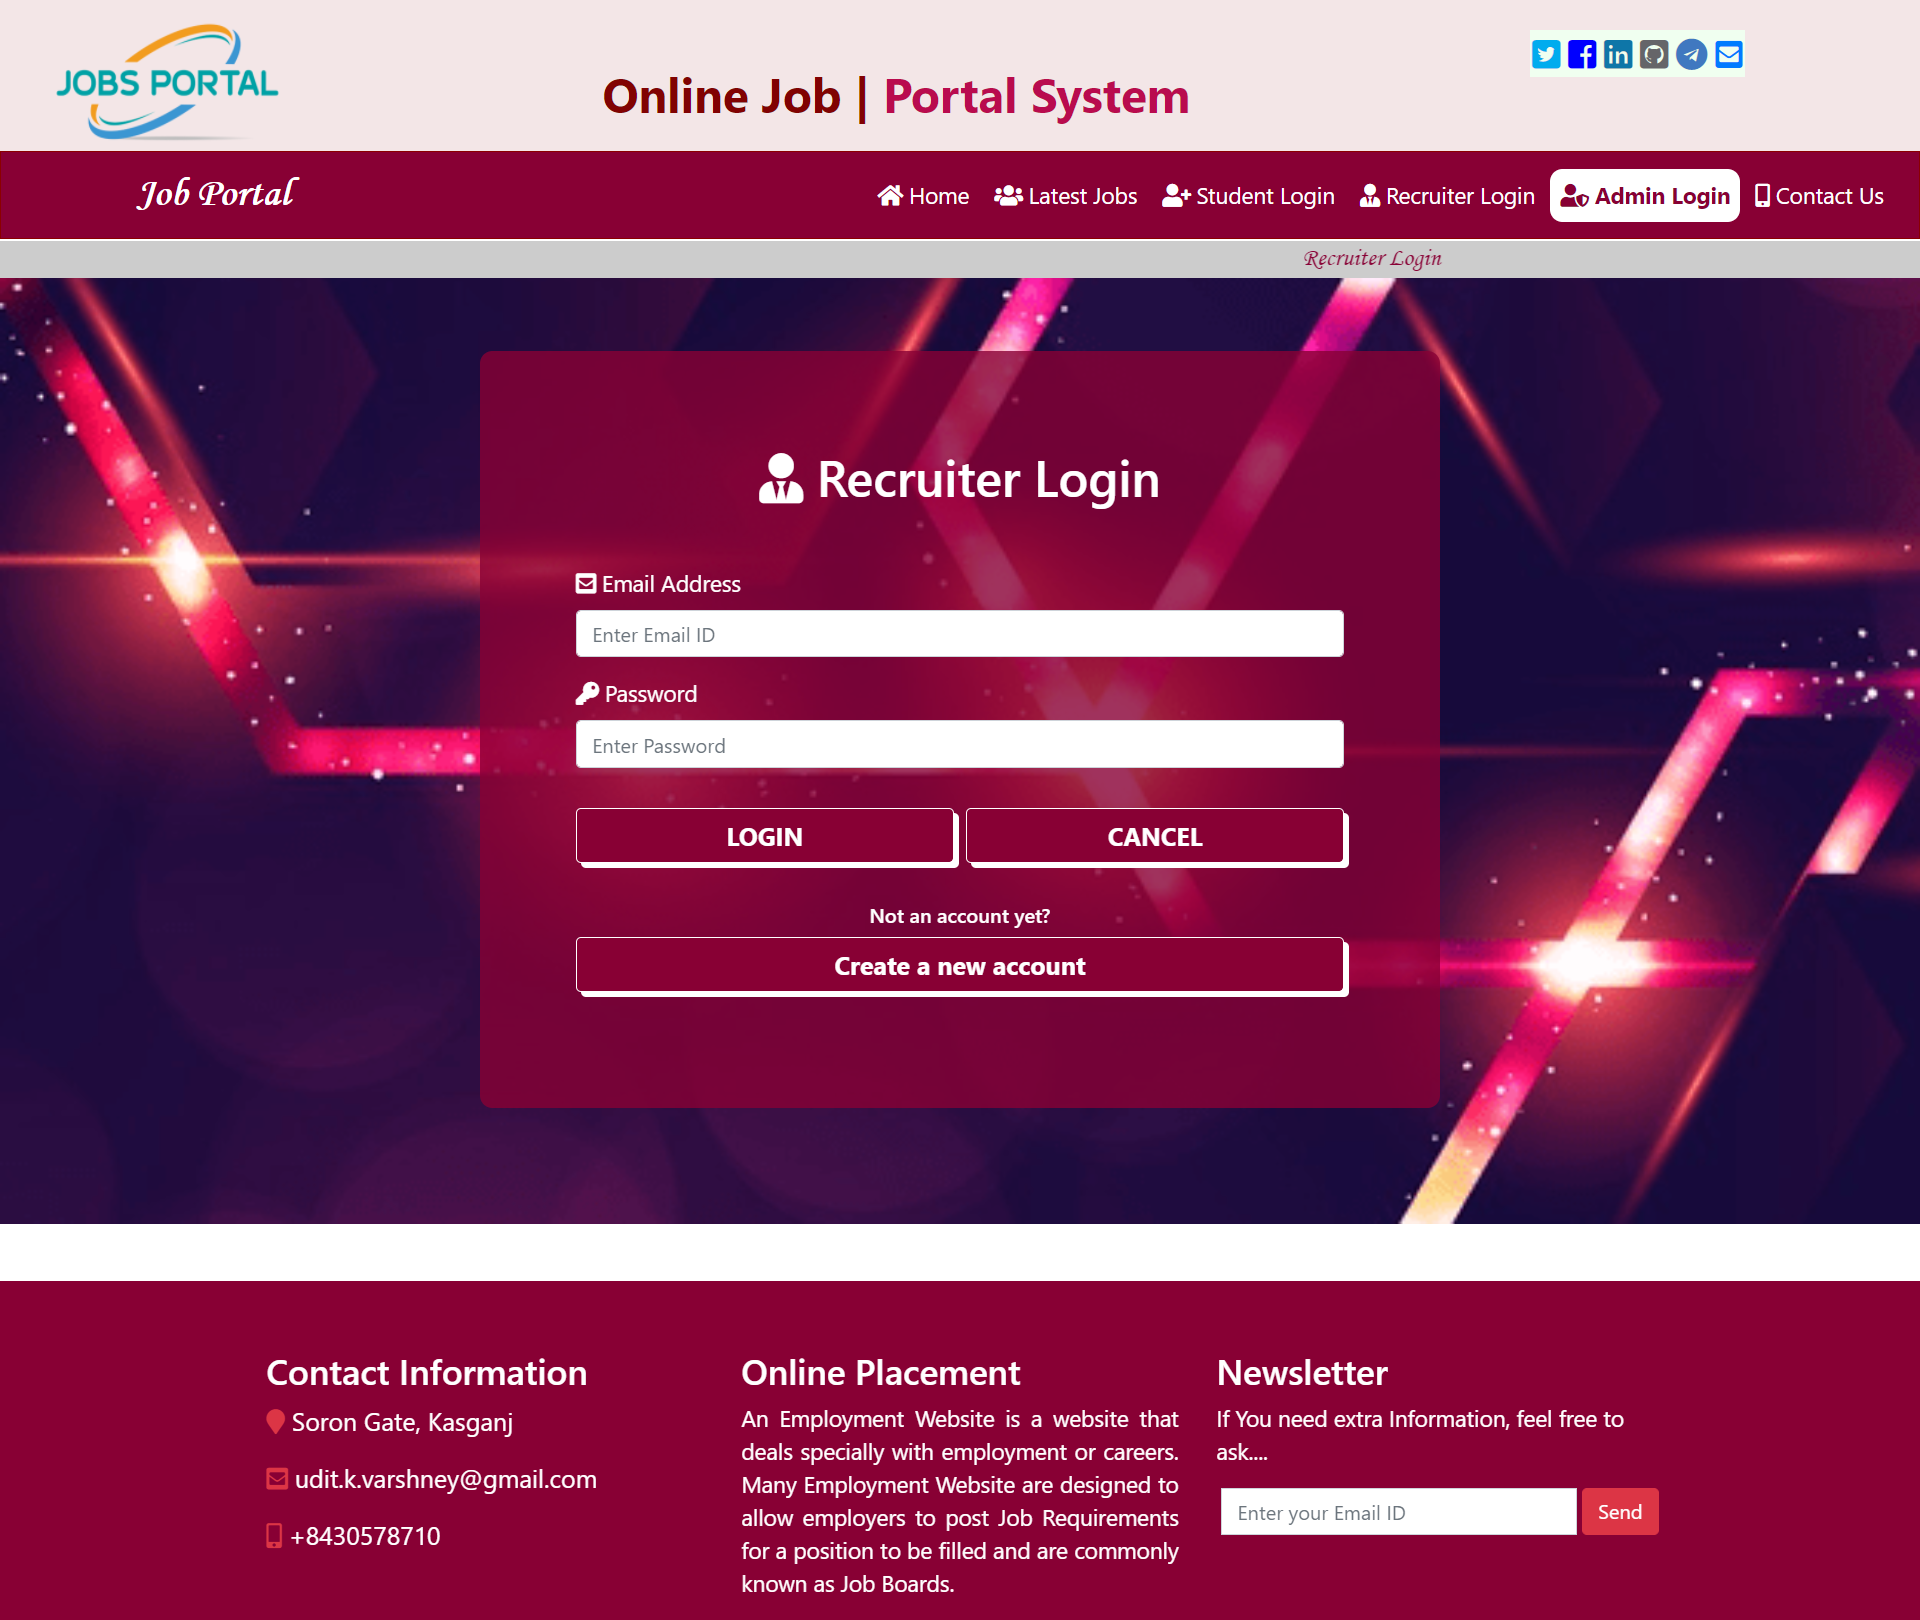 JOBS PORTAL
Online Job | Portal System
Job Portal
Home Latest Jobs Student Login Recruiter Login Admin Login Contact Us
Recruiter Login
Recruiter Login
Email Address
Enter Email ID
Password
Enter Password
LOGIN CANCEL
Not an account yet?
Create a new account
Contact Information
Soron Gate, Kasganj
udit.k.varshney@gmail.com
+8430578710
Online Placement
An Employment Website is a website that
deals specially with employment or careers.
Many Employment Website are designed to
allow employers to post Job Requirements
for a position to be filled and are commonly
known as Job Boards.
Newsletter
If You need extra Information, feel free to
ask....
Enter your Email ID Send